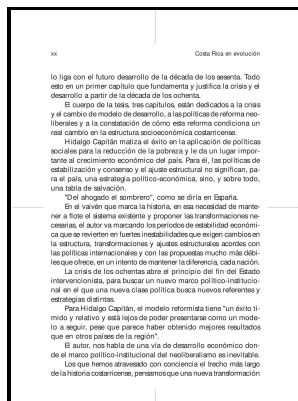 xx Costa Rica en evolución
lo liga con el futuro desarrollo de la década de los sesenta. Todo
esto en un primer capítulo que fundamenta y justifica la crisis y el
desarrollo a partir de la década de los ochenta.
El cuerpo de la tesis, tres capítulos, están dedicados a la crisis
y el cambio de modelo de desarrollo, a las políticas de reforma neo-
liberales y a la constatación de cómo esta reforma condiciona un
real cambio en la estructura socioeconómica costarricense.
Hidalgo Capitán matiza el éxito en la aplicación de políticas
sociales para la reducción de la pobreza y le da un lugar impor-
tante al crecimiento económico del país. Para él, las políticas de
estabilización y consenso y el ajuste estructural no significan, pa-
ra el país, una estrategia político-económica, sino, y sobre todo,
una tabla de salvación.
"Del ahogado el sombrero", como se diría en España.
En el vaivén que marca la historia, en esa necesidad de mante-
ner a flote el sistema existente y proponer las transformaciones ne-
cesarias, el autor va marcando los períodos de estabilidad económi-
ca que se revierten en fuertes inestabilidades que exigen cambios en
la estructura, transformaciones y ajustes estructurales acordes con
las políticas internacionales y con las propuestas mucho más débi-
les que ofrece, en un intento de mantener la diferencia, cada nación.
La crisis de los ochentas abre el principio del fin del Estado
intervencionista, para buscar un nuevo marco político-institucio-
nal en el que una nueva clase política busca nuevos referentes y
estrategias distintas.
Para Hidalgo Capitán, el modelo reformista tiene "un éxito tí-
mido y relativo y está lejos de poder presentarse como un mode-
lo a seguir, pese que parece haber obtenido mejores resultados
que en otros países de la región".
El autor, nos habla de una vía de desarrollo económico don-
de el marco político-institucional del neoliberalismo es inevitable.
Los que hemos atravesado con conciencia el trecho más largo
de la historia costarricense, pensamos que una nueva transformación